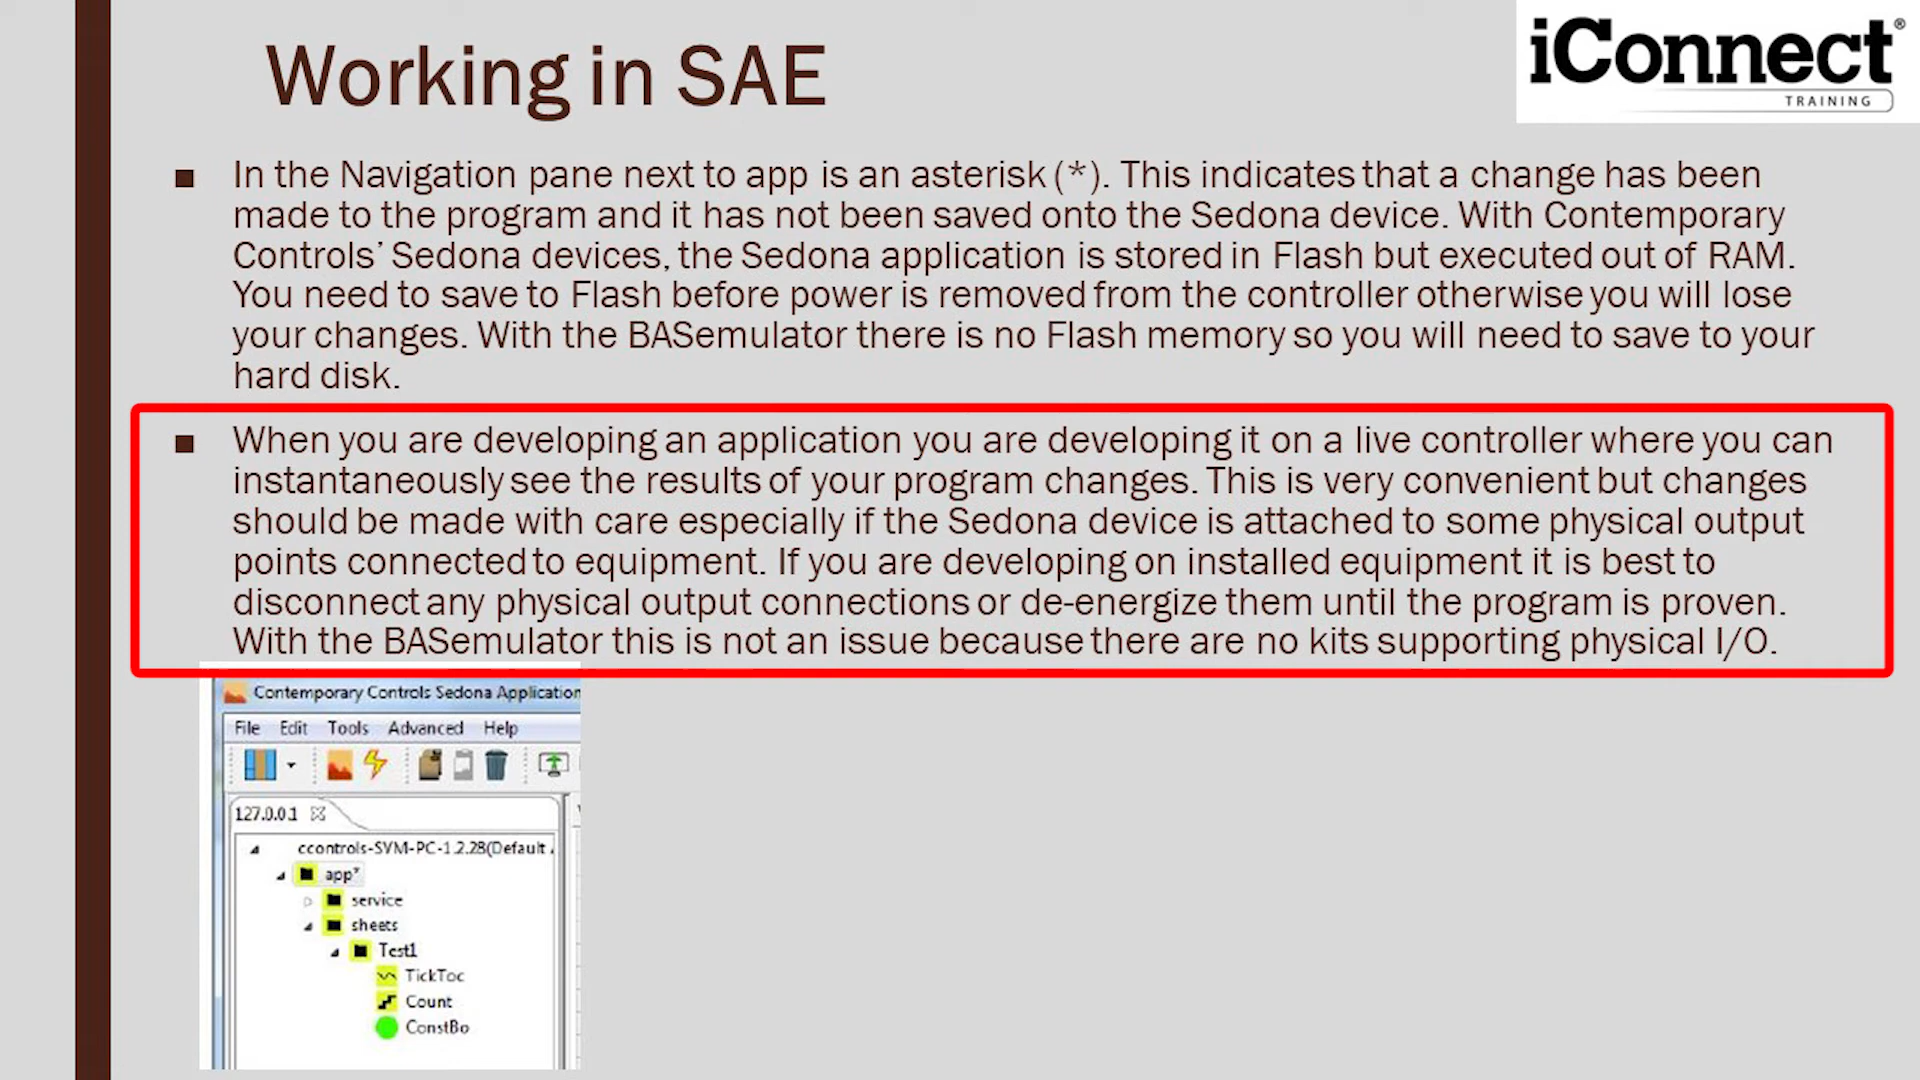 Working in SAE
iConnect®
TRAINING
■ In the Navigation pane next to app is an asterisk (*). This indicates that a change has been
made to the program and it has not been saved onto the Sedona device. With Contemporary
Controls’ Sedona devices, the Sedona application is stored in Flash but executed out of RAM.
You need to save to Flash before power is removed from the controller otherwise you will lose
your changes. With the BASemulator there is no Flash memory so you will need to save to your
hard disk.
■ When you are developing an application you are developing it on a live controller where you can
instantaneously see the results of your program changes. This is very convenient but changes
should be made with care especially if the Sedona device is attached to some physical output
points connected to equipment. If you are developing on installed equipment it is best to
disconnect any physical output connections or de-energize them until the program is proven.
With the BASemulator this is not an issue because there are no kits supporting physical I/O.
Contemporary Controls Sedona Application
File Edit Tools Advanced Help
127.0.0.1
ccontrols-SVM-PC-1.2.28(Default
app*
service
sheets
Test1
TickToc
Count
ConstBo